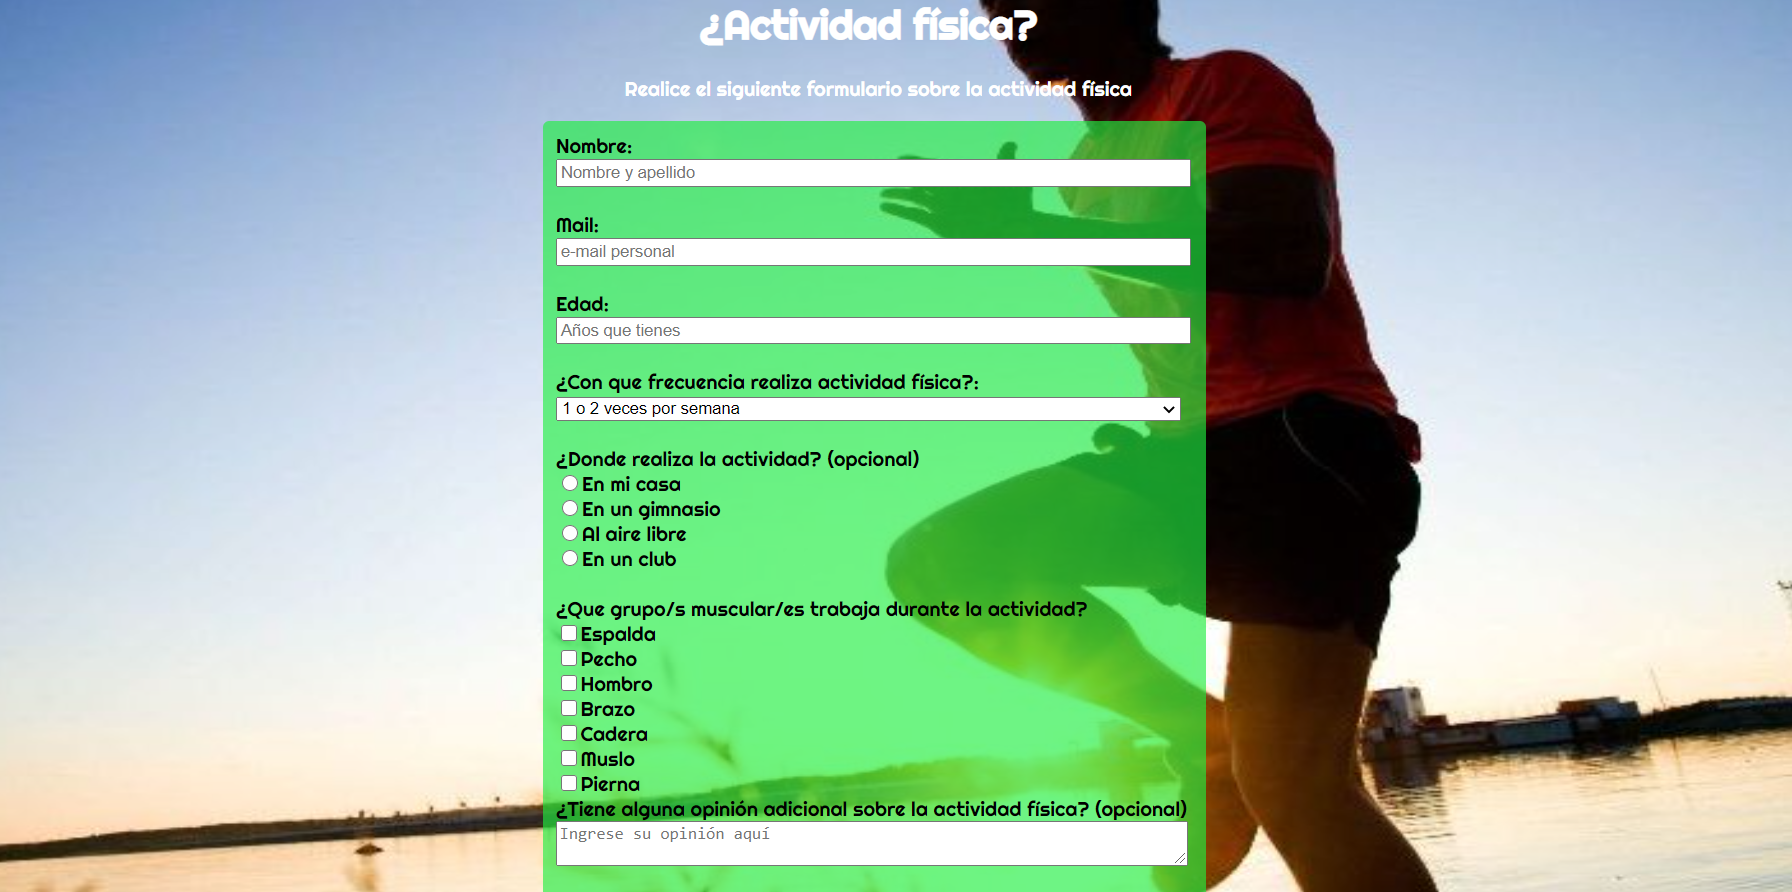 ¿Actividad física?
Realice el siguiente formulario sobre la actividad física
Nombre:
Nombre y apellido
Mail:
e-mail personal
Edad:
Años que tienes
¿Con que frecuencia realiza actividad física?:
1 o 2 veces por semana
¿Donde realiza la actividad? (opcional)
En mi casa
En un gimnasio
Al aire libre
En un club
¿Que grupo/s muscular/es trabaja durante la actividad?
Espalda
Pecho
Hombro
Brazo
Cadera
Muslo
Pierna
¿Tiene alguna opinión adicional sobre la actividad física? (opcional)
Ingrese su opinión aquí